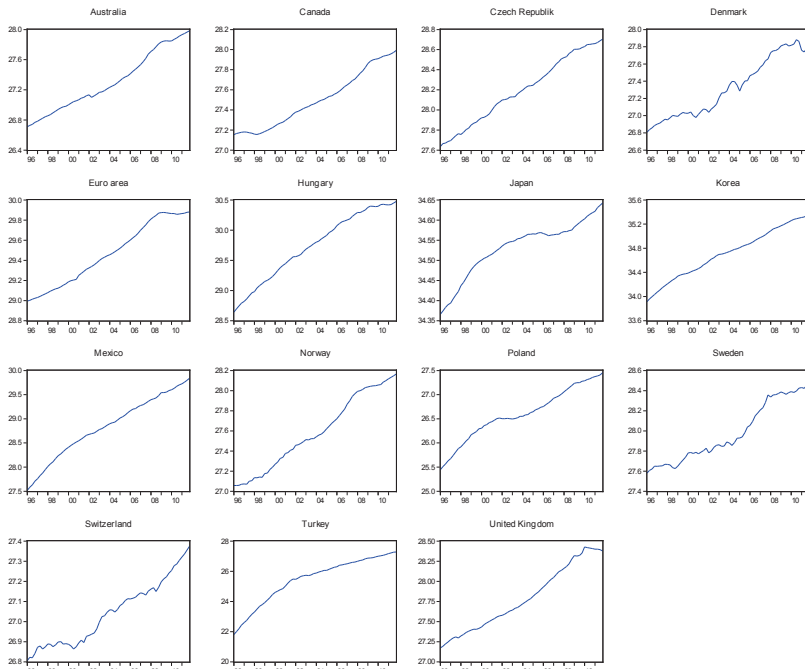 Australia Canada Czech Republik Denmark
28.0 28.2 28.8 28.0
28.6 27.8
27.6 28.0
28.4 27.6
27.8
27.2 28.2 27.4
27.6
28.0 27.2
26.8 27.4
27.2
27.8 27.0 26.8
26.4 27.0 27.6 26.6
96 98 00 02 04 06 08 10 96 98 00 02 04 06 08 10 96 98 00 02 04 06 08 10 96 98 00 02 04 06 08 10
Euro area Hungary Japan Korea
30.0 30.5 34.65 35.6
29.8 34.60
30.0 35.2
29.6 34.55
29.5 34.8
29.4 34.50
34.4
29.2 34.45
29.0
29.0 34.40 34.0
28.8 28.5 34.35 33.6
96 98 00 02 04 06 08 10 96 98 00 02 04 06 08 10 96 98 00 02 04 06 08 10 96 98 00 02 04 06 08 10
Mexico Norway Poland Sweden
30.0 28.2 27.5 28.6
29.5 28.0 27.0 28.4
27.8 26.5 28.2
29.0
27.6
28.5 28.0
27.4 26.0
27.8
28.0 27.2 25.5 27.6
27.5 27.0 25.0 27.4
96 98 00 02 04 06 08 10 96 98 00 02 04 06 08 10 96 98 00 02 04 06 08 10 96 98 00 02 04 06 08 10
Switzerland Turkey United Kingdom
27.4 28 28.50
27.3 26 28.25
27.2 28.00
24
27.1 27.75
27.0 27.50
22
26.9 27.25
26.8 20 27.00